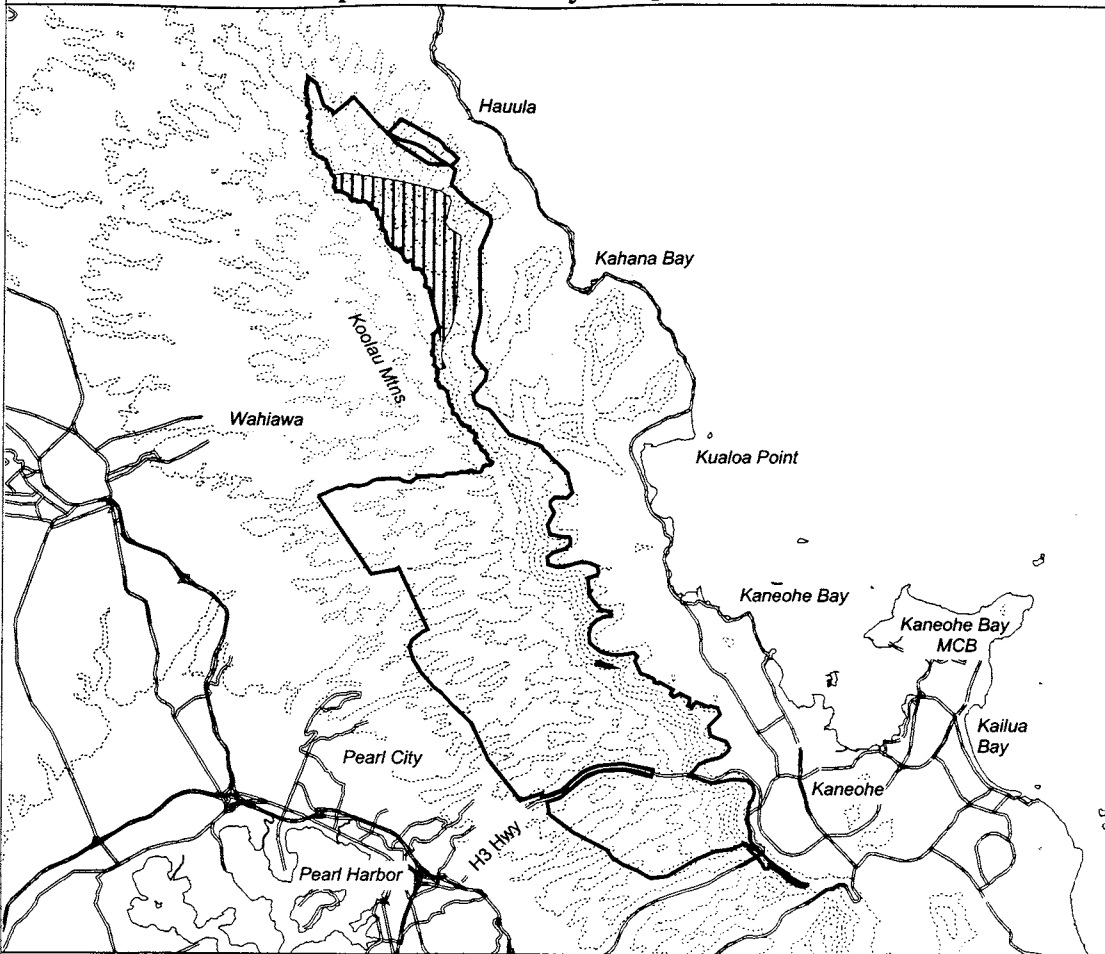 Hauula
Kahana Bay
Koolau Mtns.
Wahiawa
Kualoa Point
Kaneohe Bay
Kaneohe Bay
MCB
Kailua
Bay
Pearl City
Kaneohe
H3 Hwy
Pearl Harbor